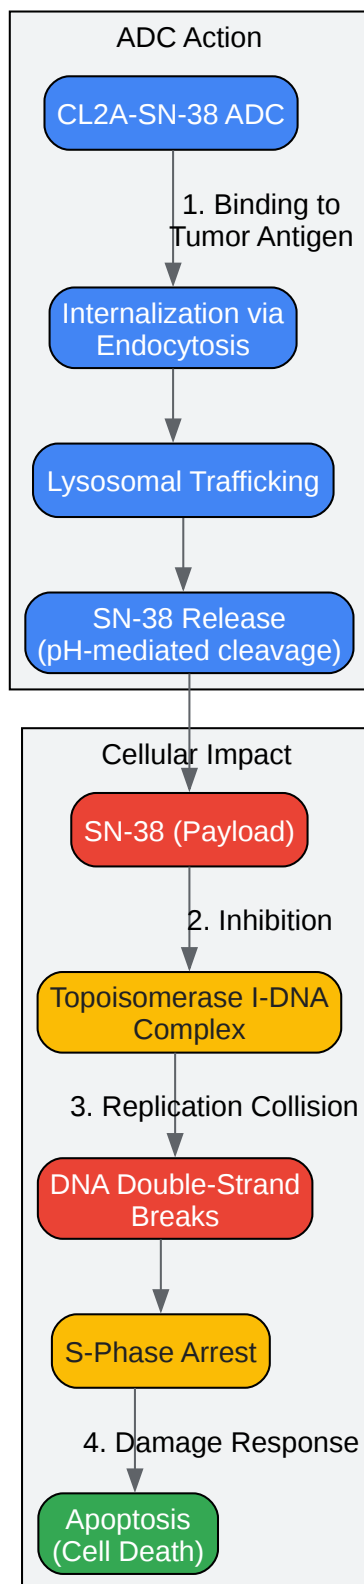 ADC Action
CL2A-SN-38 ADC
1. Binding to
Tumor Antigen
Internalization via
Endocytosis
Lysosomal Trafficking
SN-38 Release
(pH-mediated cleavage)
Cellular Impact
SN-38 (Payload)
2. Inhibition
Topoisomerase I-DNA
Complex
3. Replication Collision
DNA Double-Strand
Breaks
S-Phase Arrest
4. Damage Response
Apoptosis
(Cell Death)